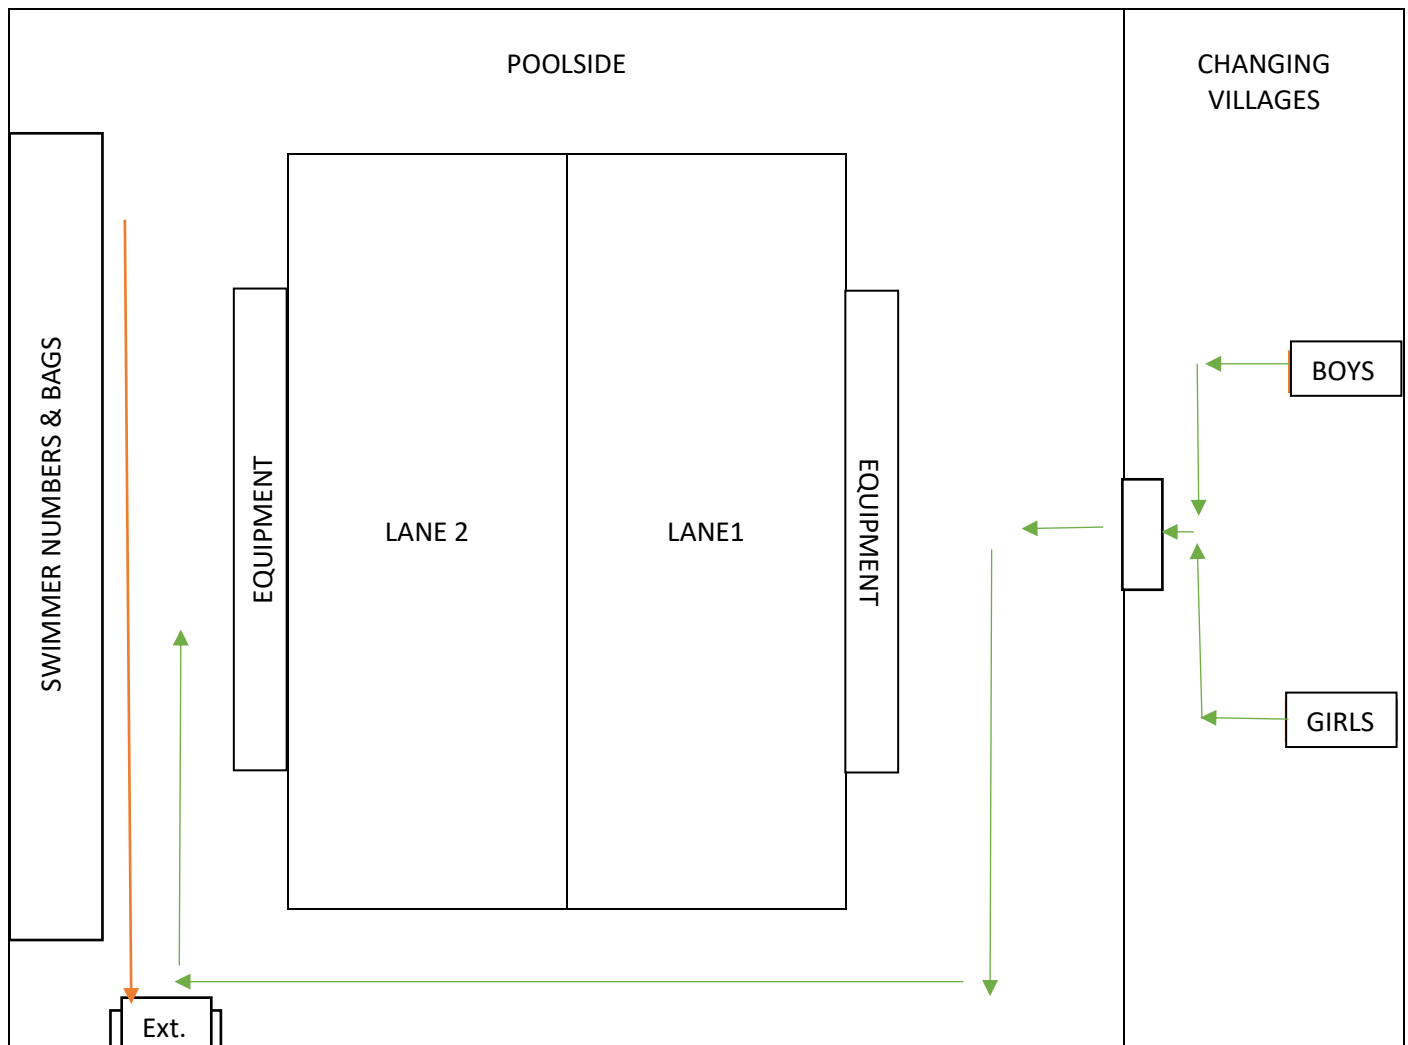 POOLSIDE
CHANGING
VILLAGES
SWIMMER NUMBERS & BAGS
EQUIPMENT
LANE 2
LANE1
EQUIPMENT
BOYS
GIRLS
Ext.